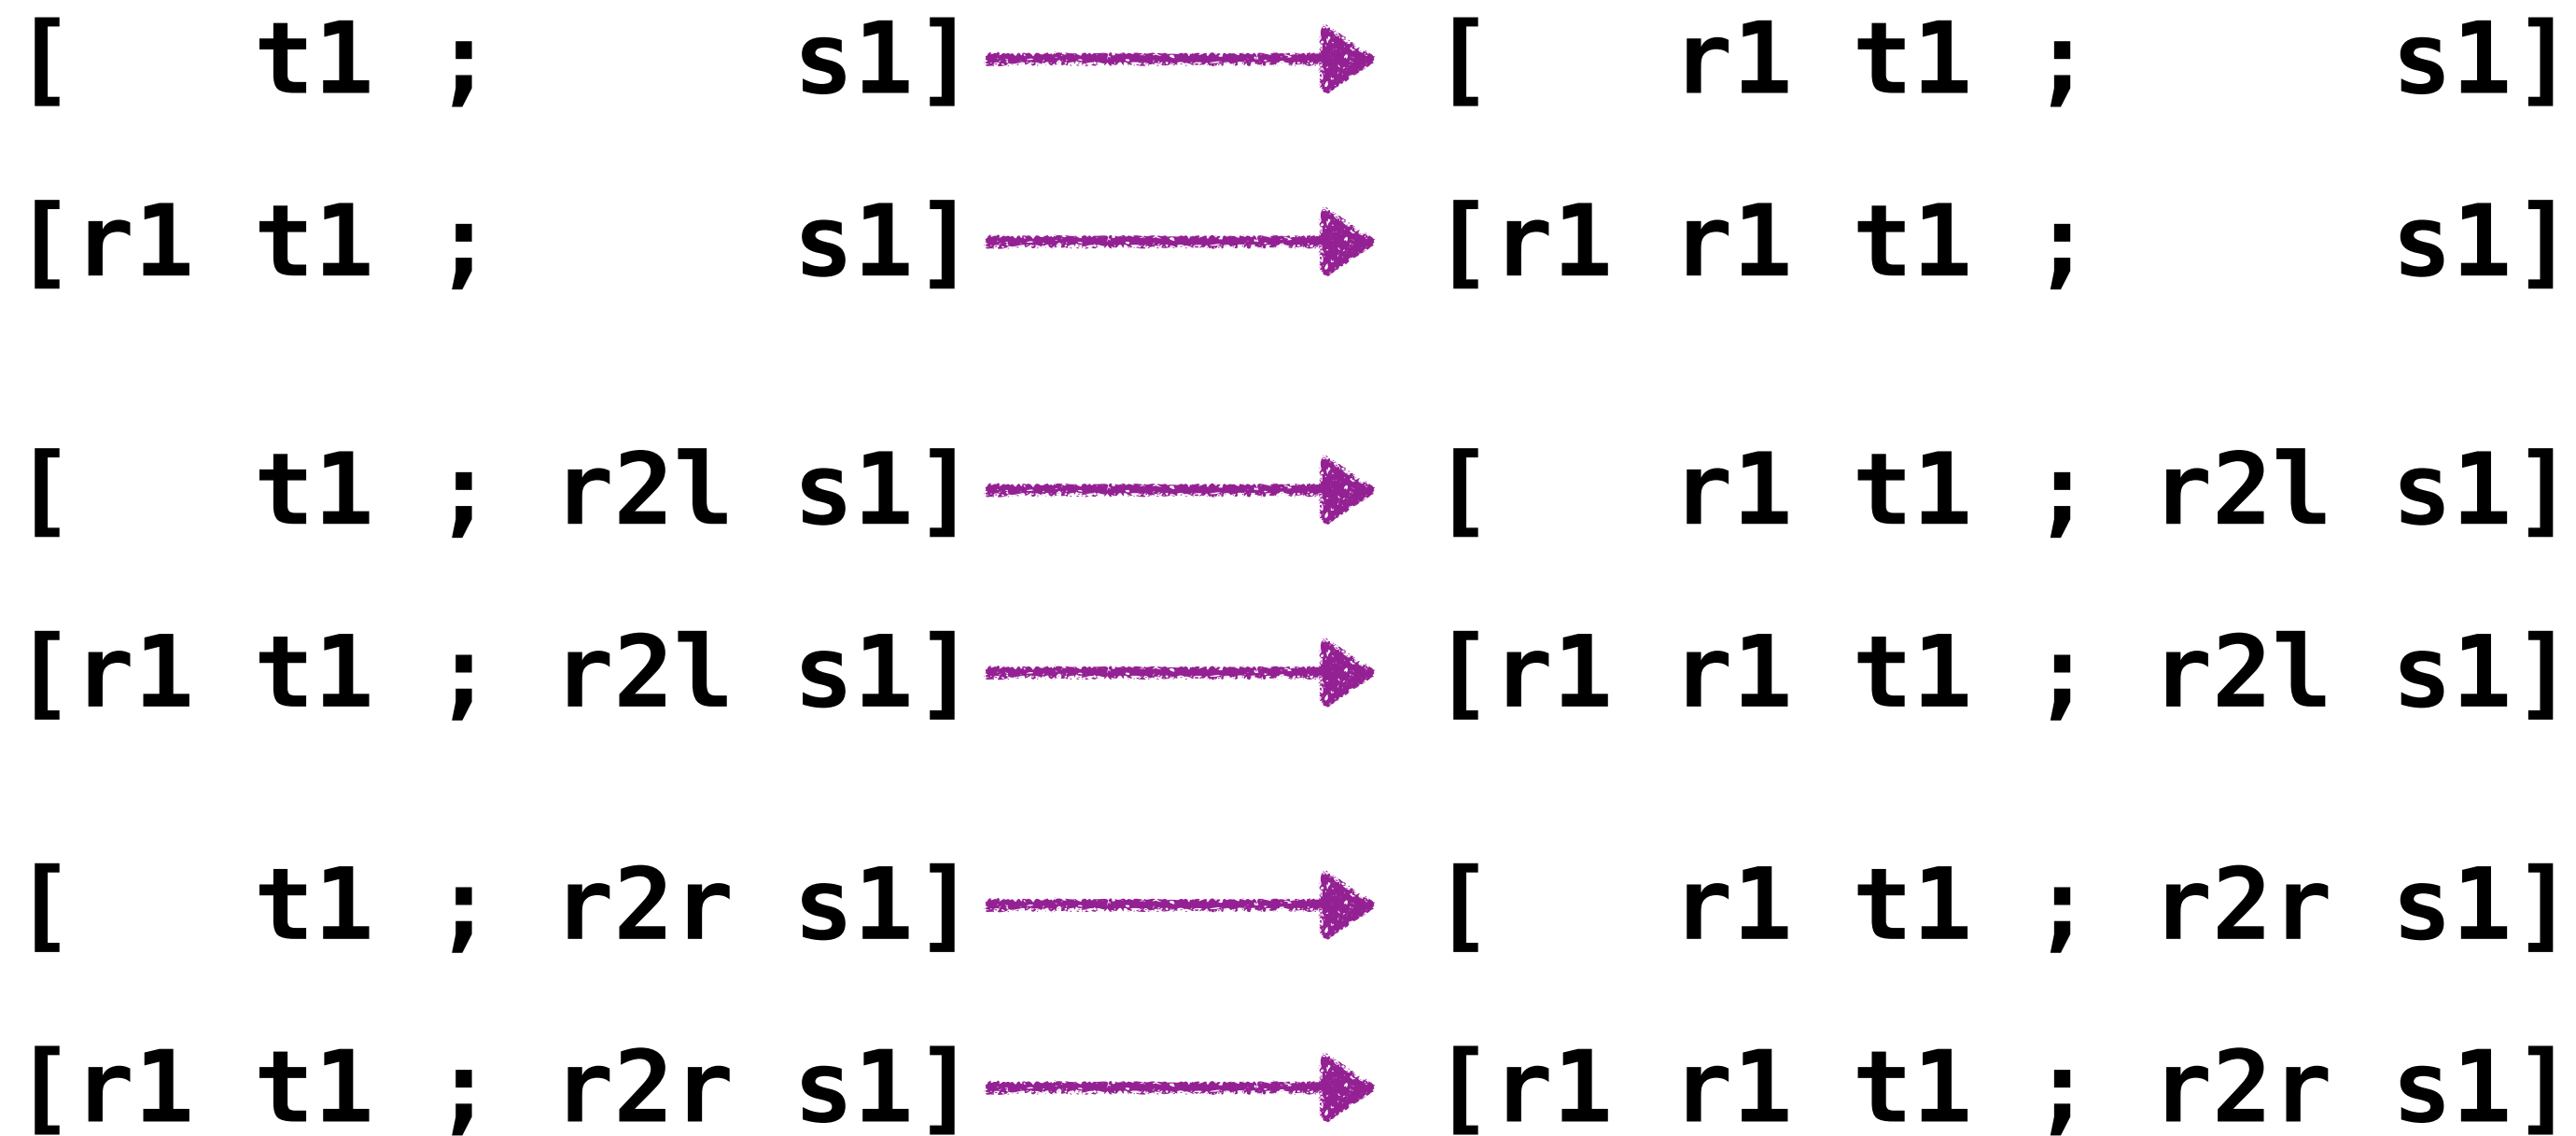 [   t1 ;     s1] [   r1 t1 ;     s1]
[r1 t1 ;     s1] [r1 r1 t1 ;     s1]
[   t1 ; r2l s1] [   r1 t1 ; r2l s1]
[r1 t1 ; r2l s1] [r1 r1 t1 ; r2l s1]
[   t1 ; r2r s1] [   r1 t1 ; r2r s1]
[r1 t1 ; r2r s1] [r1 r1 t1 ; r2r s1]